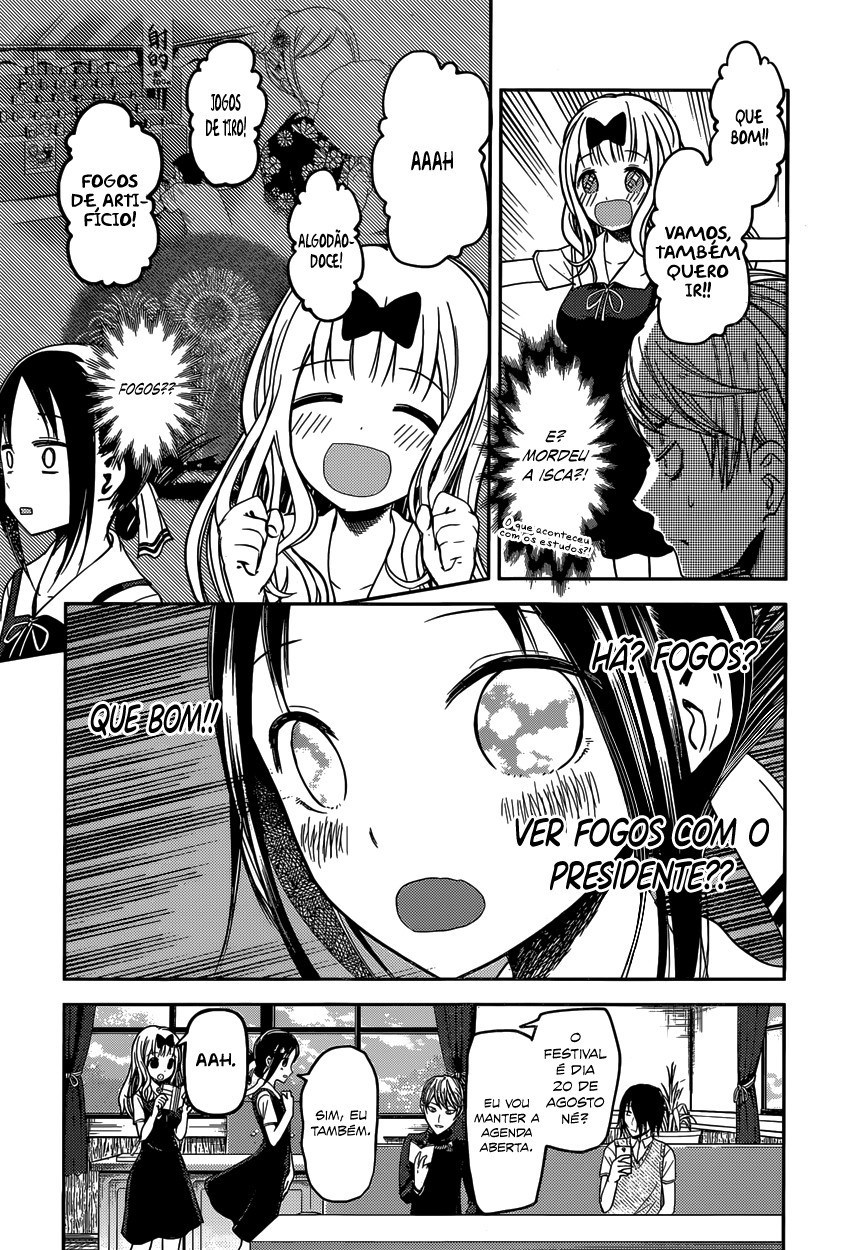 QUE
BOM!!
VAMOS,
TAMBÉM
QUERO
IR!!
E?
MORDEU
A ISCA?!
O que aconteceu
com os estudos?!
AAAH
JOGOS
DE TIRO!
ALGODÃO-
DOCE!
FOGOS
DE ARTI-
FÍCIO!
射的
FOGOS??
HÃ? FOGOS?
QUE BOM!!
VER FOGOS COM O
PRESIDENTE??
O
FESTIVAL
É DIA
20 DE
AGOSTO
NÉ?
EU VOU
MANTER A
AGENDA
ABERTA.
SIM, EU
TAMBÉM.
AAH.